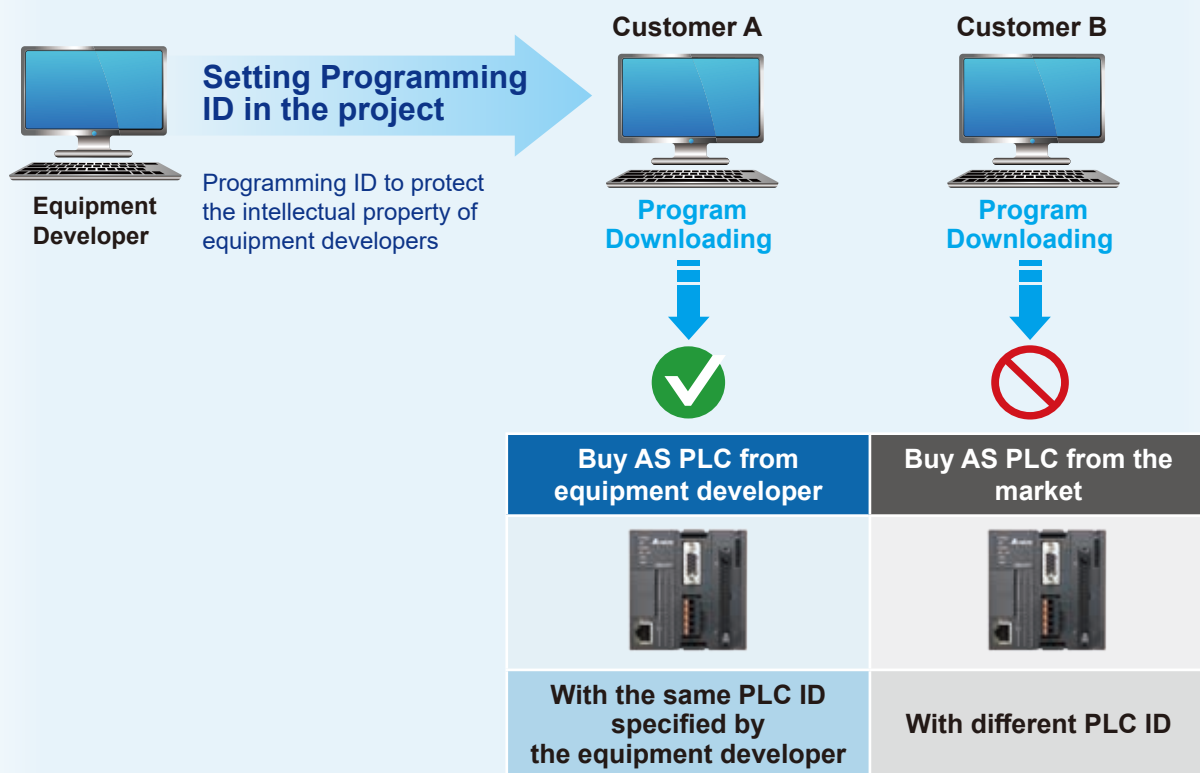 Customer A
Customer B
Setting Programming
ID in the project
Programming ID to protect
the intellectual property of
equipment developers
Equipment
Developer
Program
Downloading
Program
Downloading
Buy AS PLC from
equipment developer
Buy AS PLC from the
market
With the same PLC ID
specified by
the equipment developer
With different PLC ID